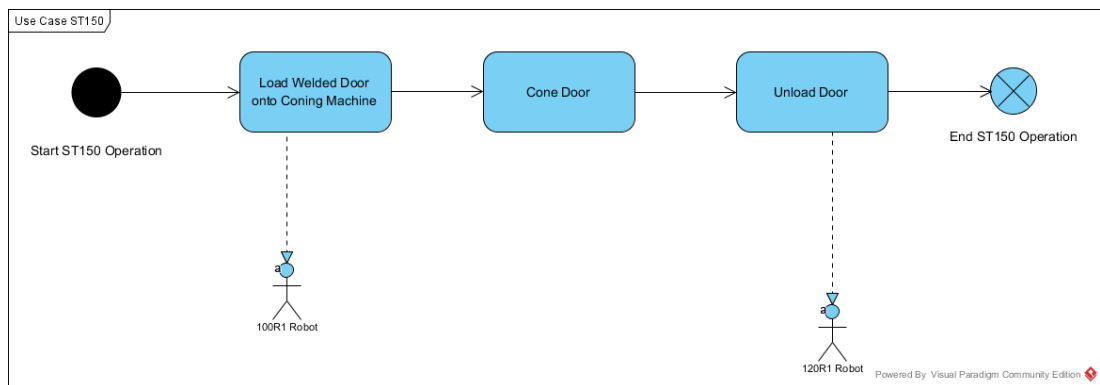 Use Case ST150
Load Welded Door
onto Coning Machine
Cone Door
Unload Door
Start ST150 Operation
End ST150 Operation
a
100R1 Robot
a
120R1 Robot
Powered By Visual Paradigm Community Edition